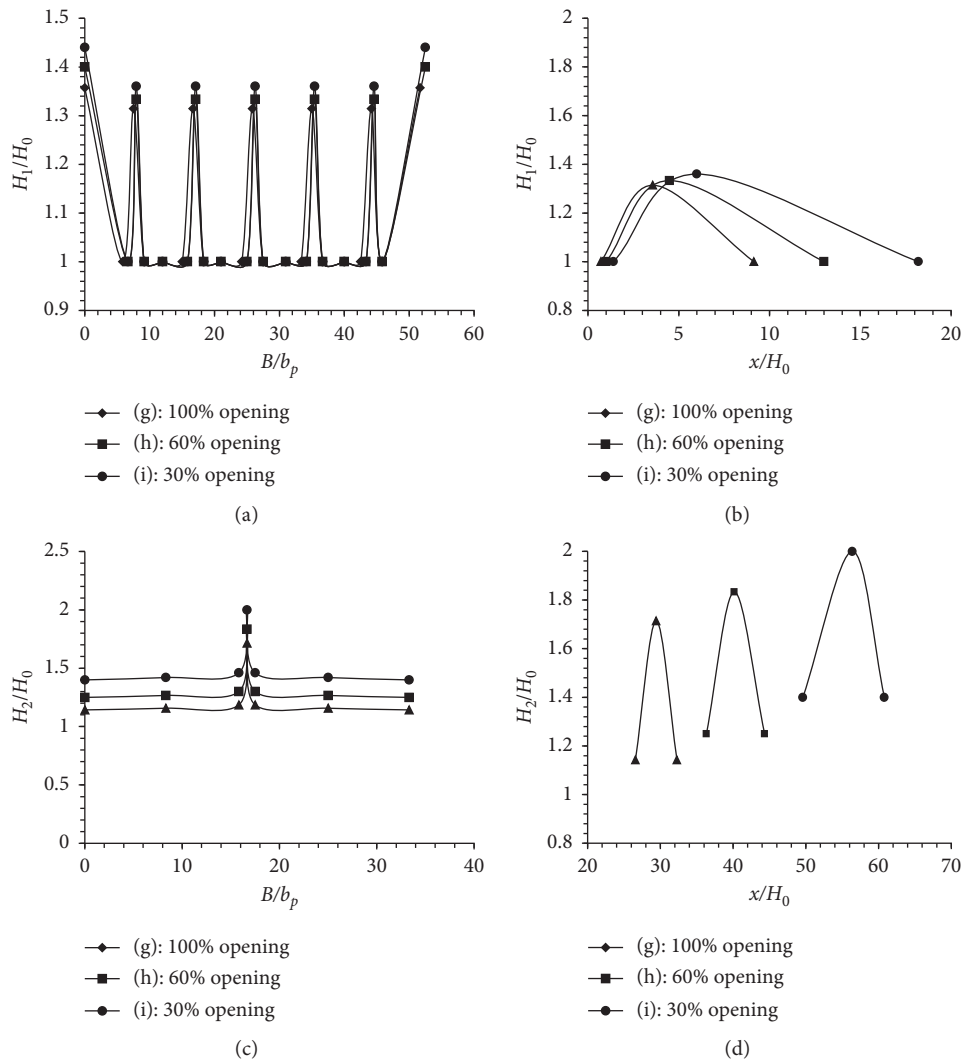 1.5
1.4
1.3
1.2
1.1
1
0.9
H1/H0
0 10 20 30 40 50 60
B/bp
(g): 100% opening
(h): 60% opening
(i): 30% opening
(a)
2
1.8
1.6
1.4
1.2
1
0.8
H1/H0
0 5 10 15 20
x/H0
(g): 100% opening
(h): 60% opening
(i): 30% opening
(b)
2.5
2
1.5
1
0.5
0
H2/H0
0 10 20 30 40
B/bp
(g): 100% opening
(h): 60% opening
(i): 30% opening
(c)
2
1.8
1.6
1.4
1.2
1
0.8
H2/H0
20 30 40 50 60 70
x/H0
(g): 100% opening
(h): 60% opening
(i): 30% opening
(d)